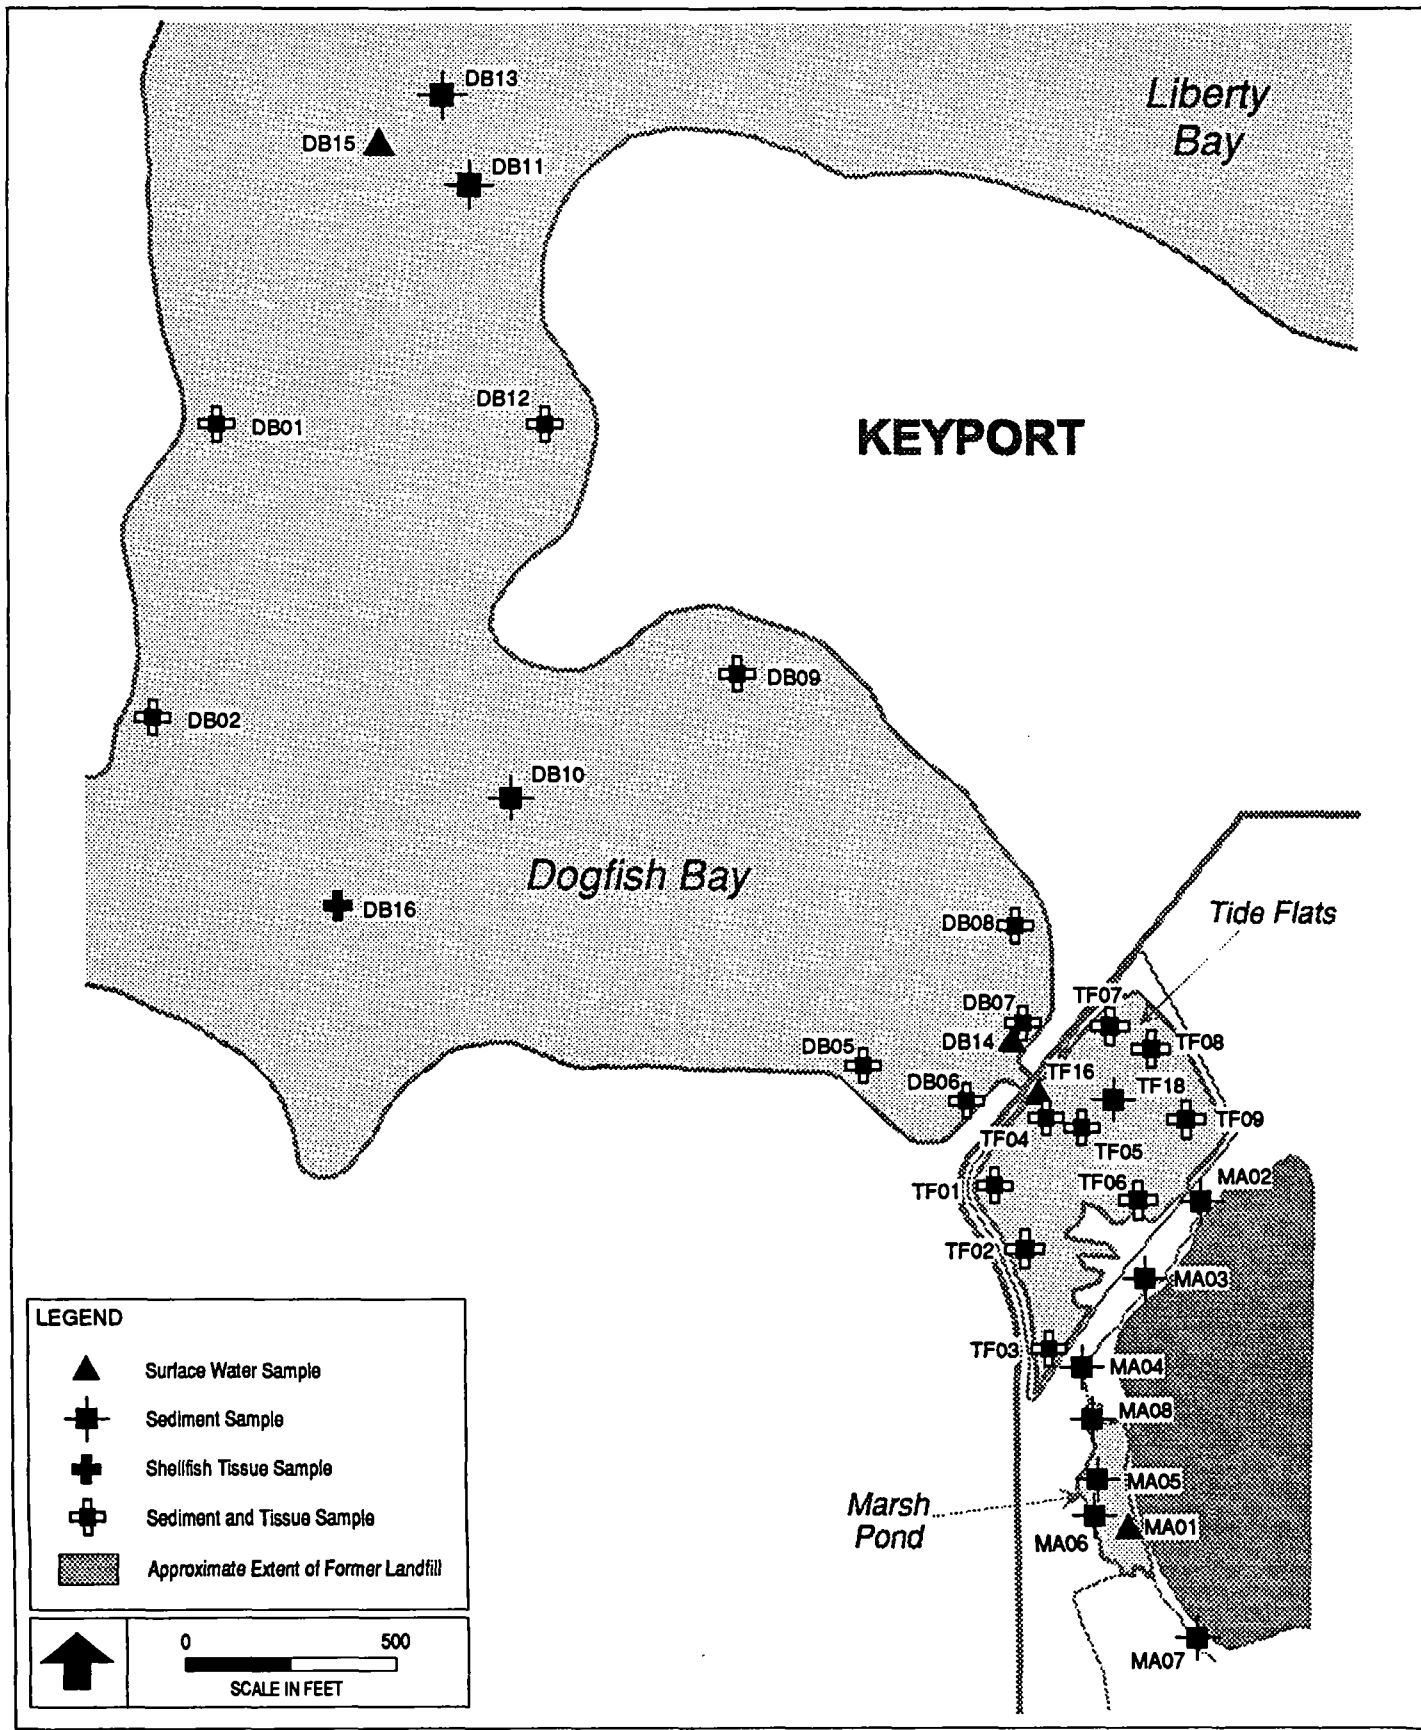 DB13
Liberty
Bay
DB15
DB11
DB12
DB01
KEYPORT
DB09
DB02
DB10
Dogfish Bay
DB16
Tide Flats
DB08
TF07
DB07
DB14
TF08
DB05
TF16
DB06
TF18
TF04
TF09
TF05
MA02
TF01
TF06
TF02
MA03
TF03
MA04
MA08
MA05
Marsh
Pond
MA01
MA06
MA07
LEGEND
Surface Water Sample
Sediment Sample
Shellfish Tissue Sample
Sediment and Tissue Sample
Approximate Extent of Former Landfill
0 500
SCALE IN FEET